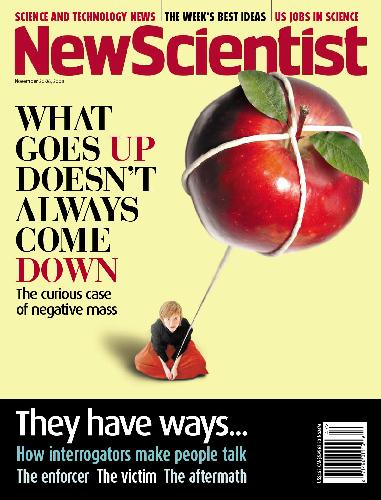 SCIENCE AND TECHNOLOGY NEWS | THE WEEK'S BEST IDEAS | US JOBS IN SCIENCE
NewScientist
WHAT
GOES UP
DOESN'T
ALWAYS
COME
DOWN
The curious case
of negative mass
They have ways...
How interrogators make people talk
The enforcer The victim The aftermath